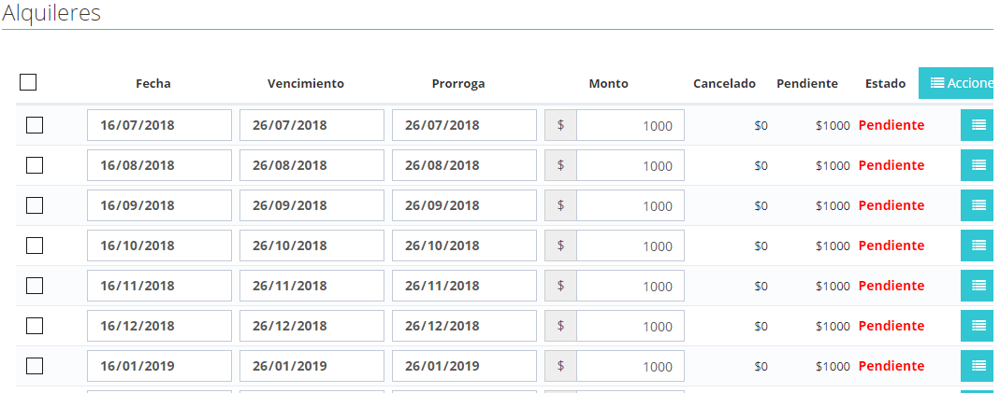 Alquileres
Fecha Vencimiento Prorroga Monto Cancelado Pendiente Estado Accione
16/07/2018 26/07/2018 26/07/2018 $ 1000 $0 $1000 Pendiente
16/08/2018 26/08/2018 26/08/2018 $ 1000 $0 $1000 Pendiente
16/09/2018 26/09/2018 26/09/2018 $ 1000 $0 $1000 Pendiente
16/10/2018 26/10/2018 26/10/2018 $ 1000 $0 $1000 Pendiente
16/11/2018 26/11/2018 26/11/2018 $ 1000 $0 $1000 Pendiente
16/12/2018 26/12/2018 26/12/2018 $ 1000 $0 $1000 Pendiente
16/01/2019 26/01/2019 26/01/2019 $ 1000 $0 $1000 Pendiente